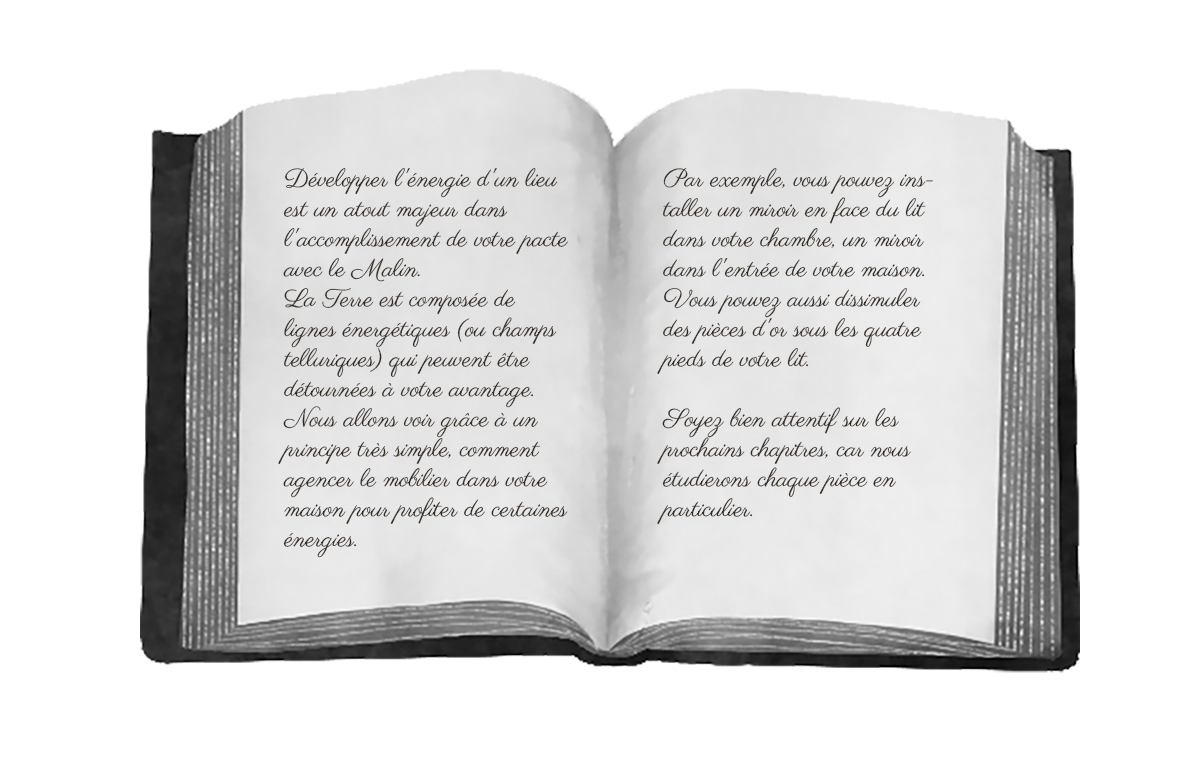 Développer l'énergie d'un lieu
est un atout majeur dans
l'accomplissement de votre pacte
avec le Malin.
La Terre est composée de
lignes énergétiques (ou champs
telluriques) qui peuvent être
détournées à votre avantage.
Nous allons voir grâce à un
principe très simple, comment
agencer le mobilier dans votre
maison pour profiter de certaines
énergies.
Par exemple, vous pouvez ins-
taller un miroir en face du lit
dans votre chambre, un miroir
dans l'entrée de votre maison.
Vous pouvez aussi dissimuler
des pièces d'or sous les quatre
pieds de votre lit.
Soyez bien attentif sur les
prochains chapitres, car nous
étudierons chaque pièce en
particulier.